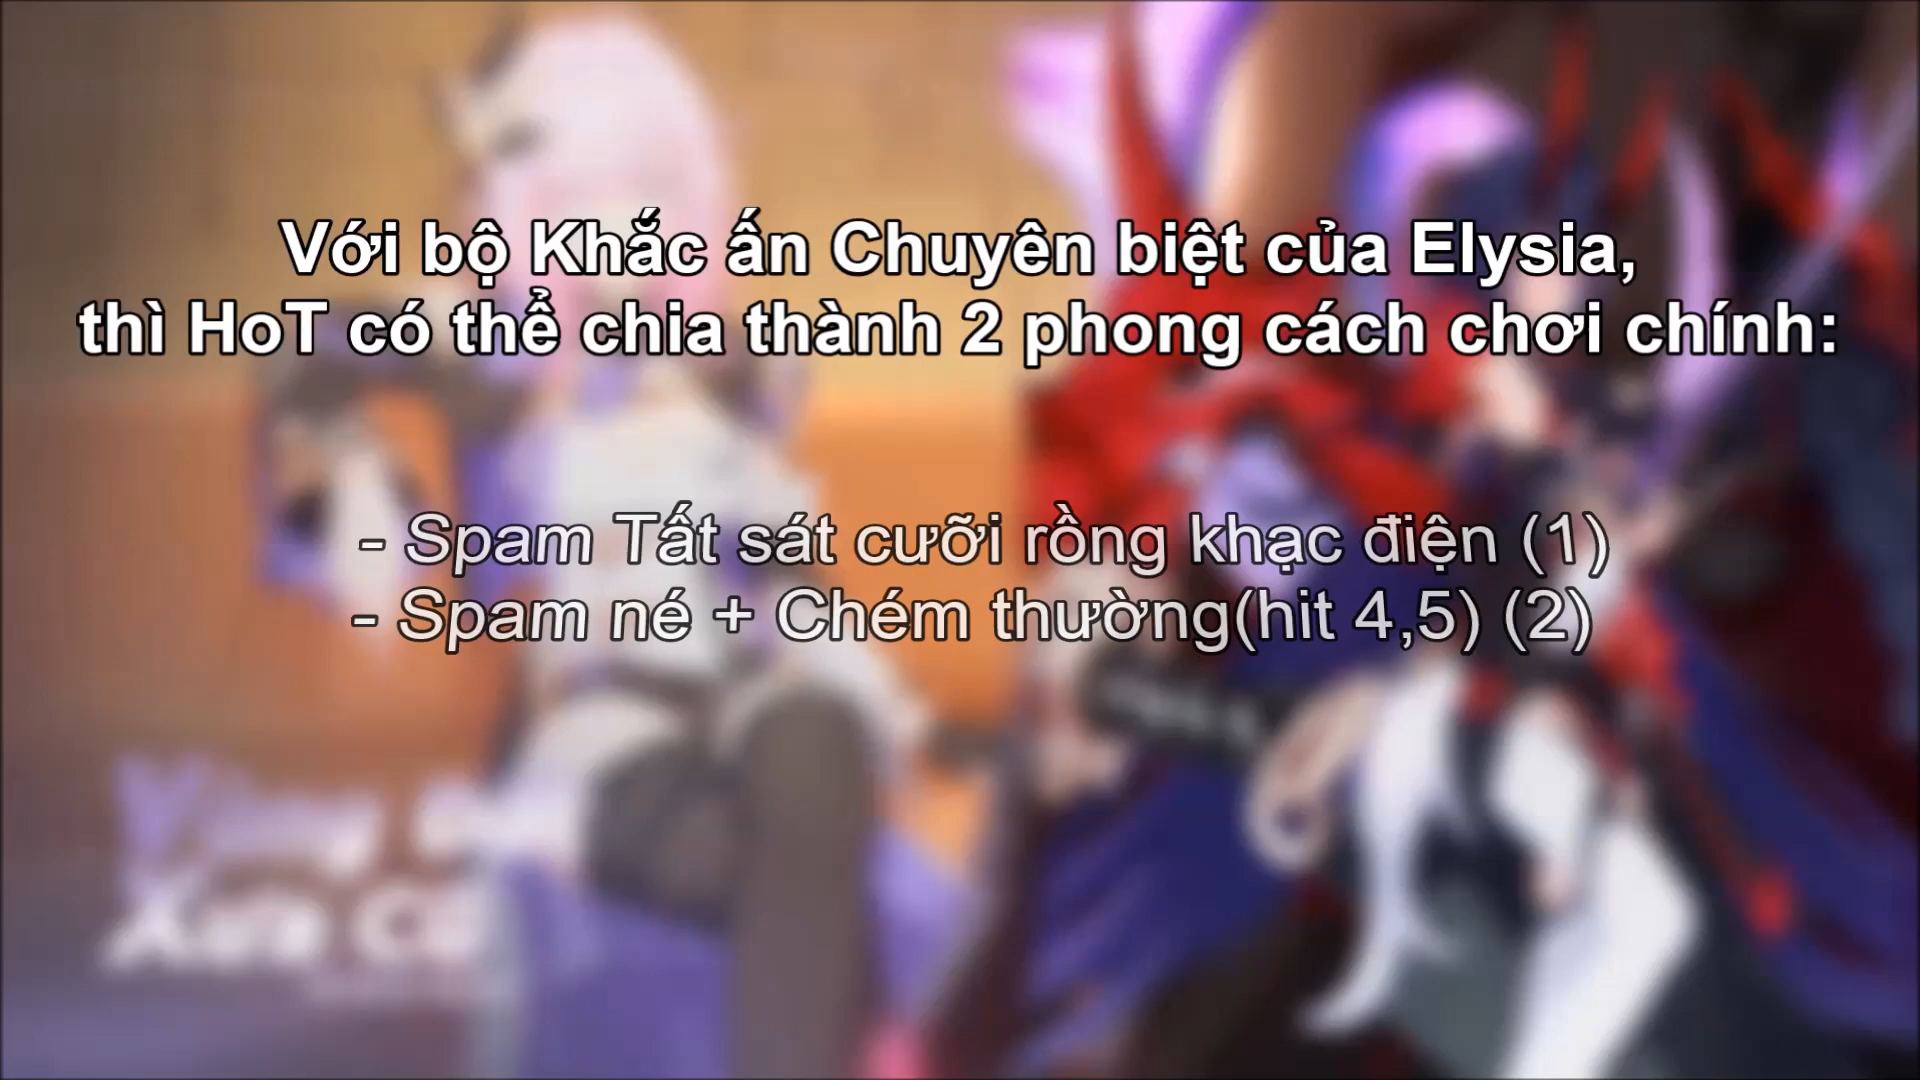 Với bộ Khắc ấn Chuyên biệt của Elysia,
thì HoT có thể chia thành 2 phong cách chơi chính:
- Spam Tất sát cưỡi rồng khạc điện (1)
- Spam né + Chém thường(hit 4,5) (2)